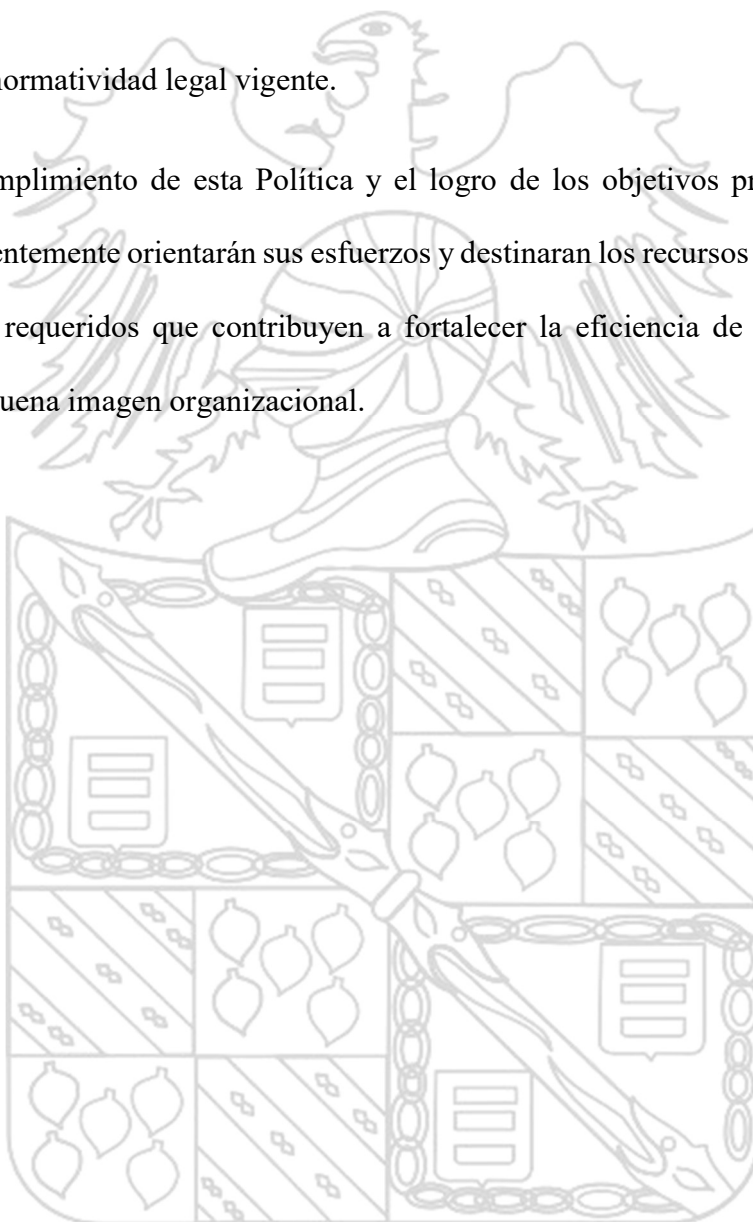 normatividad legal vigente.
mplimiento de esta Política y el logro de los objetivos pr
entemente orientarán sus esfuerzos y destinaran los recursos
requeridos que contribuyen a fortalecer la eficiencia de
uena imagen organizacional.